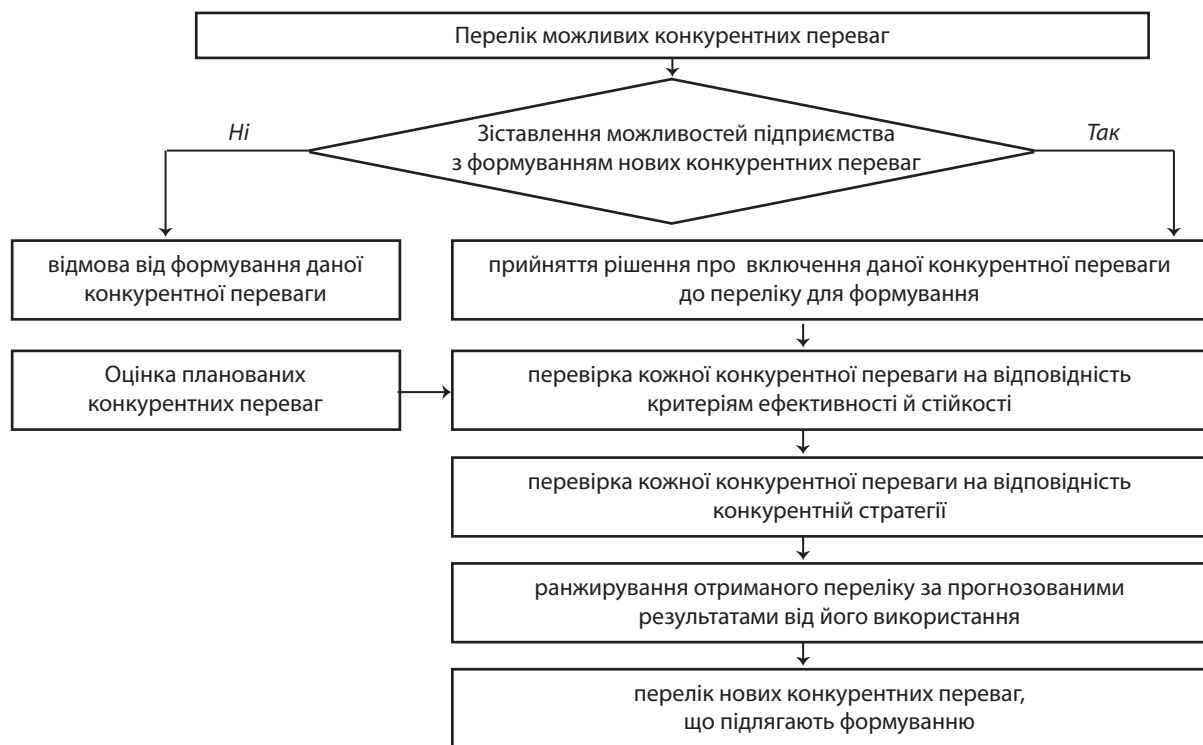 Перелік можливих конкурентних переваг
Ні
Зіставлення можливостей підприємства
з формуванням нових конкурентних переваг
Так
відмова від формування даної
конкурентної переваги
прийняття рішення про включення даної конкурентної переваги
до переліку для формування
Оцінка планованих
конкурентних переваг
перевірка кожної конкурентної переваги на відповідність
критеріям ефективності й стійкості
перевірка кожної конкурентної переваги на відповідність
конкурентній стратегії
ранжирування отриманого переліку за прогнозованими
результатами від його використання
перелік нових конкурентних переваг,
що підлягають формуванню